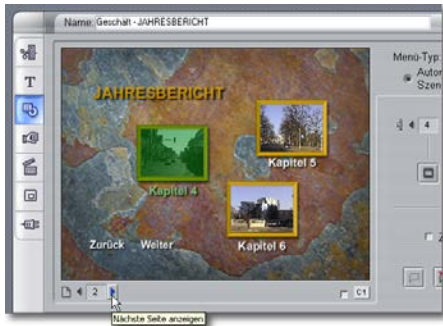 Name: Geschäft - JAHRESBERICHT
Menü-Typ:
Autor
Szen
JAHRESBERICHT
T
Kapitel 5
4
Kapitel 4
Zurück Weiter
Kapitel 6
Z
2
C1
Nächste Seite anzeigen